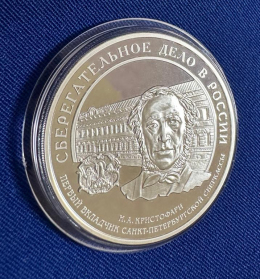 СБЕРЕГАТЕЛЬНОЕ ДЕЛО В РОССИИ
Н.А. КРИСТОФАРИ
ПЕРВЫЙ ВКЛАДЧИК САНКТ-ПЕТЕРБУРГСКОЙ СБЕРКАССЫ